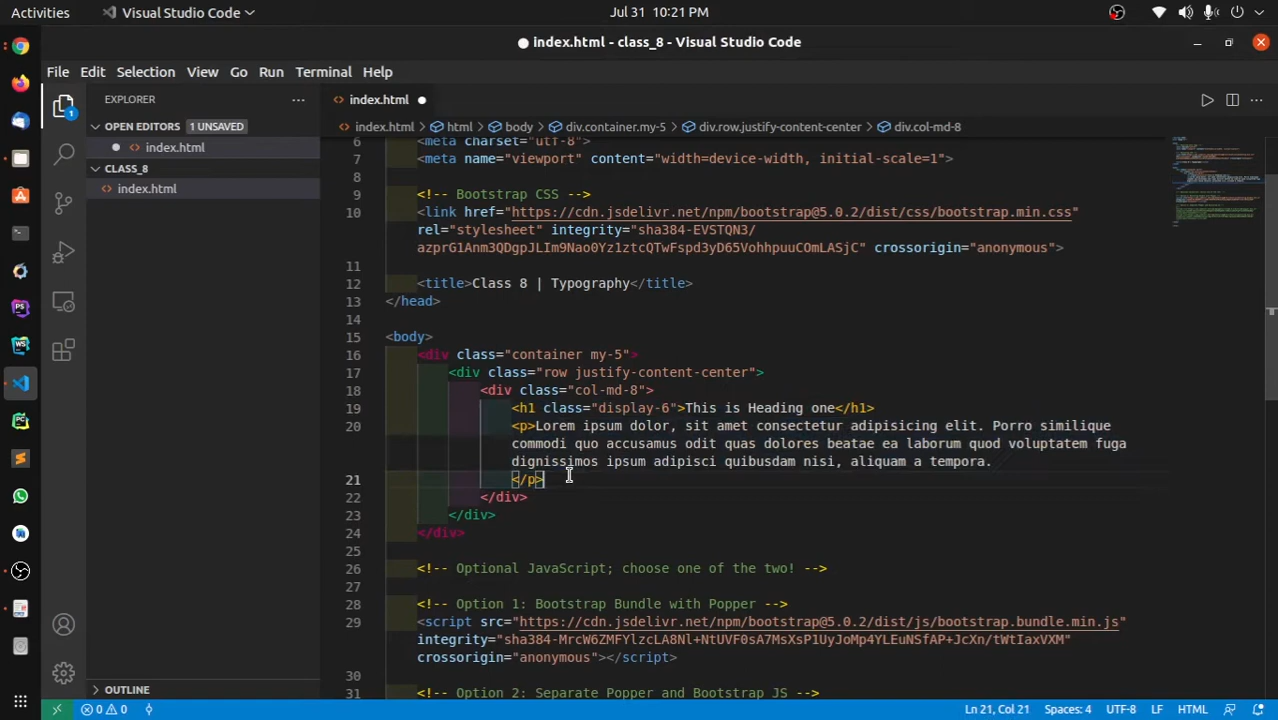 Activities
Visual Studio Code
Jul 31 10:21 PM
index.html - class_8 - Visual Studio Code
File Edit Selection View Go Run Terminal Help
EXPLORER
index.html
1
OPEN EDITORS 1 UNSAVED
index.html > html > body > div.container.my-5 > div.row.justify-content-center > div.col-md-8
index.html
CLASS_8
index.html
6 <meta charset="utf-8">
7 <meta name="viewport" content="width=device-width, initial-scale=1">
8
9 <!-- Bootstrap CSS -->
10 <link href="https://cdn.jsdelivr.net/npm/bootstrap@5.0.2/dist/css/bootstrap.min.css"
rel="stylesheet" integrity="sha384-EVSTQN3/
azprG1Anm3QDgpJLIm9Nao0Yz1ztcQTwFspd3yD65VohhpuuCOmLASjC" crossorigin="anonymous">
11
12 <title>Class 8 | Typography</title>
13 </head>
14
15 <body>
16 <div class="container my-5">
17 <div class="row justify-content-center">
18 <div class="col-md-8">
19 <h1 class="display-6">This is Heading one</h1>
20 <p>Lorem ipsum dolor, sit amet consectetur adipisicing elit. Porro similique
commodi quo accusamus odit quas dolores beatae ea laborum quod voluptatem fuga
dignissimos ipsum adipisci quibusdam nisi, aliquam a tempora.
21 </p>
22 </div>
23 </div>
24 </div>
25
26 <!-- Optional JavaScript; choose one of the two! -->
27
28 <!-- Option 1: Bootstrap Bundle with Popper -->
29 <script src="https://cdn.jsdelivr.net/npm/bootstrap@5.0.2/dist/js/bootstrap.bundle.min.js"
integrity="sha384-MrcW6ZMFYlzcLA8Nl+NtUVF0sA7MsXsP1UyJoMp4YLEuNSfAP+JcXn/tWtIaxVXM"
crossorigin="anonymous"></script>
30
31 <!-- Option 2: Separate Popper and Bootstrap JS -->
OUTLINE
0 0
Ln 21, Col 21 Spaces: 4 UTF-8 LF HTML